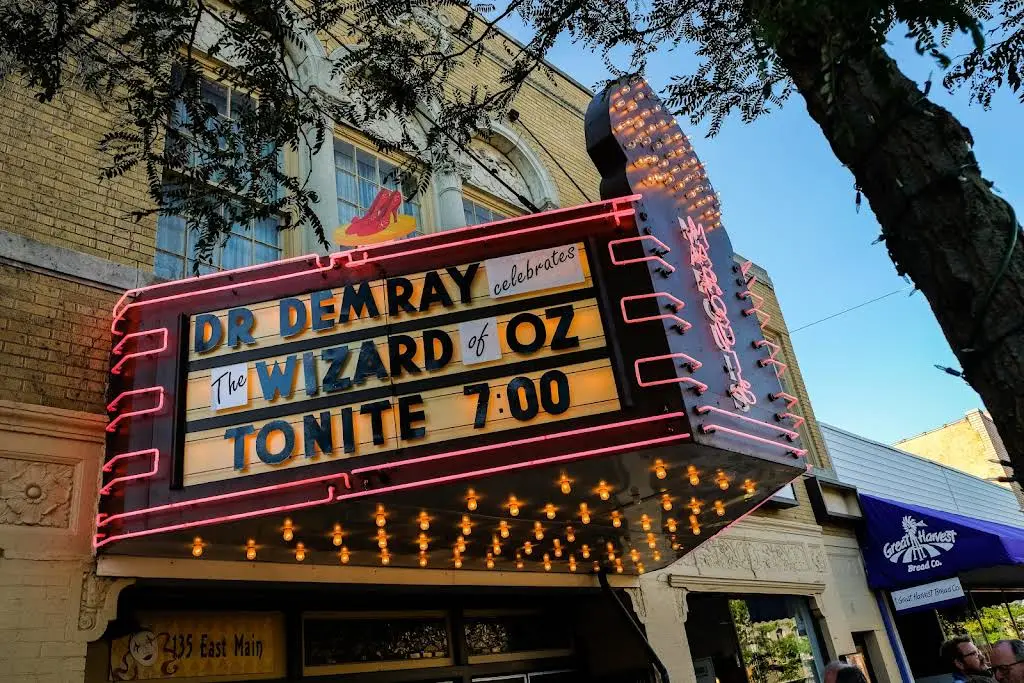 DR DEMRAY celebrates
The WIZARD of OZ
TONITE 7:00
MARQUIS
135 East Main
Great Harvest
Bread Co.
Great Harvest Bread Co.